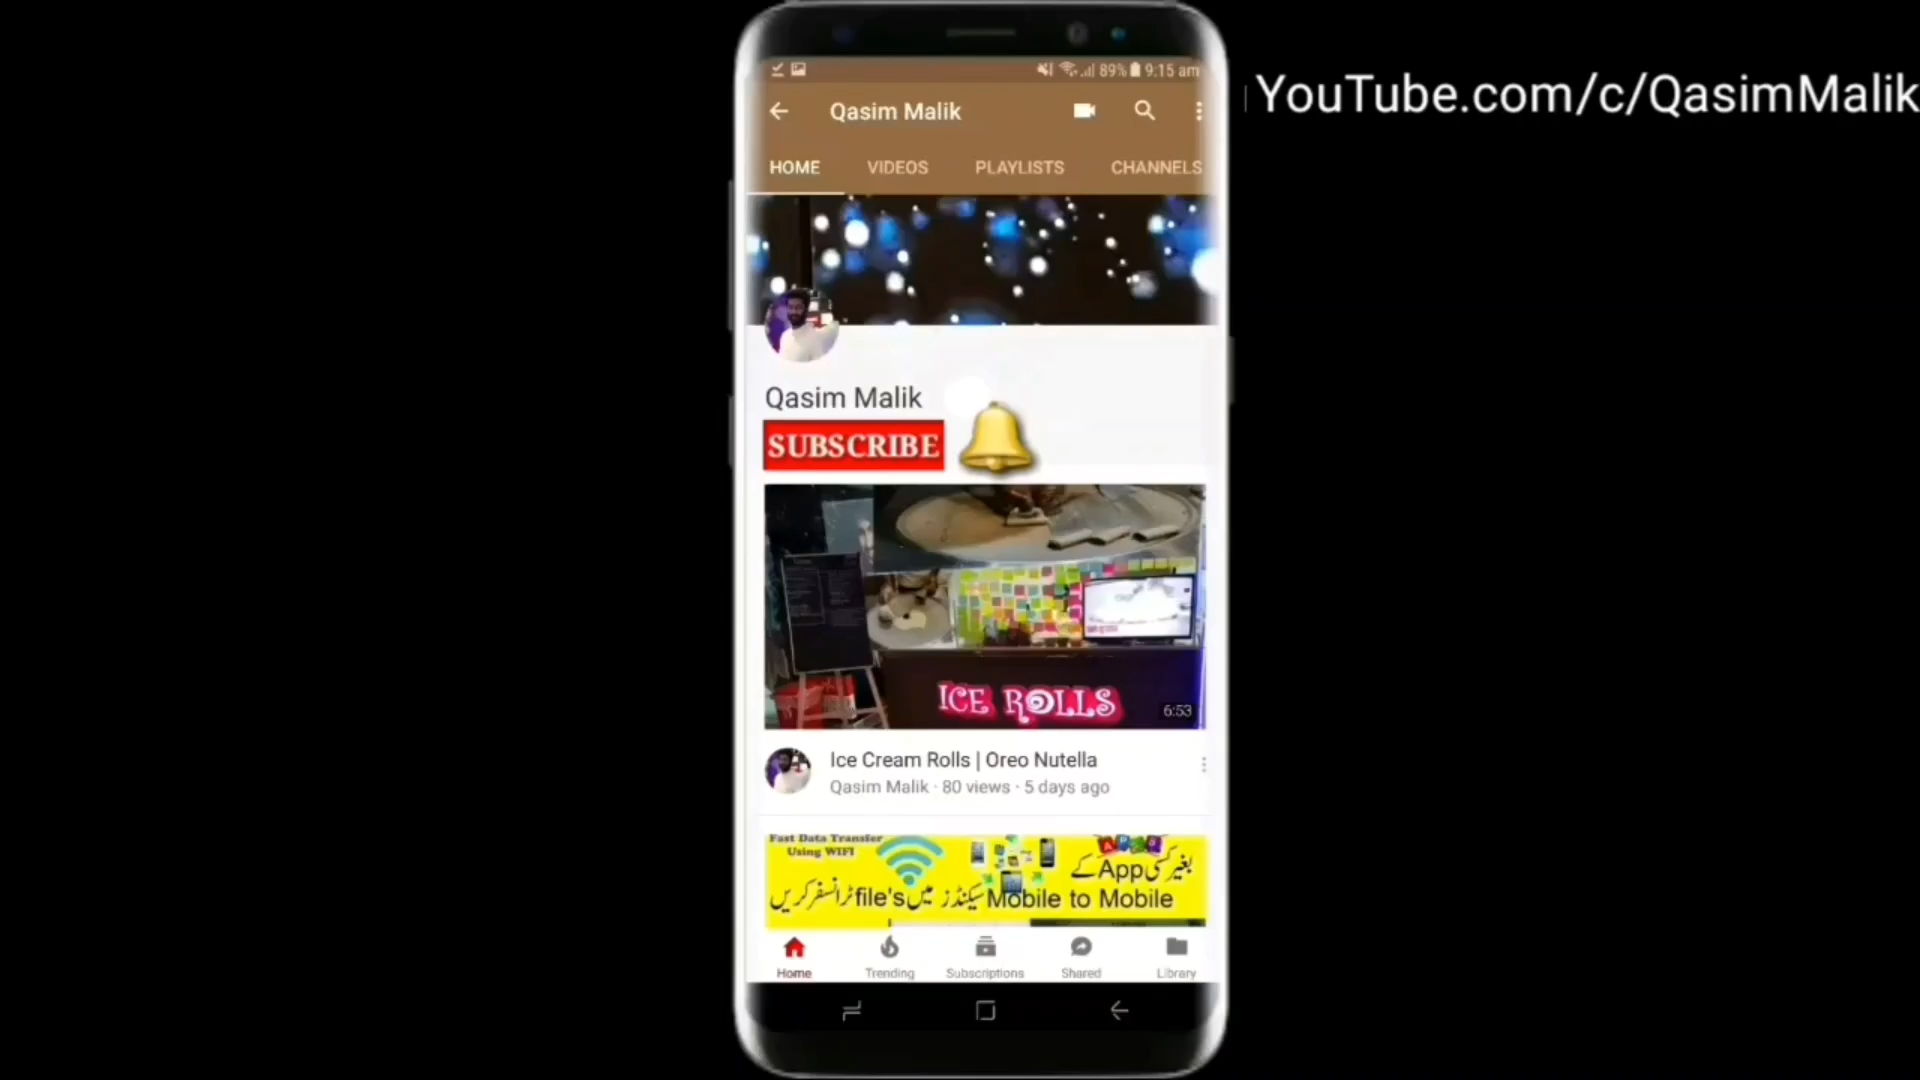 89% 9:15 am
YouTube.com/c/QasimMalik
Qasim Malik
HOME VIDEOS PLAYLISTS CHANNELS
Qasim Malik
SUBSCRIBE
ICE ROLLS
6:53
Ice Cream Rolls | Oreo Nutella
Qasim Malik · 80 views · 5 days ago
Fast Data Transfer
Using WIFI
APPS
بغیر کسی App کے
Mobile to Mobile سیکنڈز میں file's ٹرانسفر کریں
Home Trending Subscriptions Shared Library